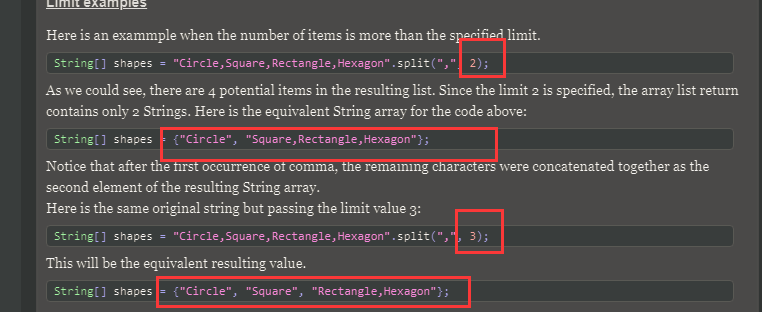 Limit examples
Here is an exammple when the number of items is more than the specified limit.
String[] shapes = "Circle,Square,Rectangle,Hexagon".split(",", 2);
As we could see, there are 4 potential items in the resulting list. Since the limit 2 is specified, the array list return
contains only 2 Strings. Here is the equivalent String array for the code above:
String[] shapes = {"Circle", "Square,Rectangle,Hexagon"};
Notice that after the first occurrence of comma, the remaining characters were concatenated together as the
second element of the resulting String array.
Here is the same original string but passing the limit value 3:
String[] shapes = "Circle,Square,Rectangle,Hexagon".split(",", 3);
This will be the equivalent resulting value.
String[] shapes = {"Circle", "Square", "Rectangle,Hexagon"};